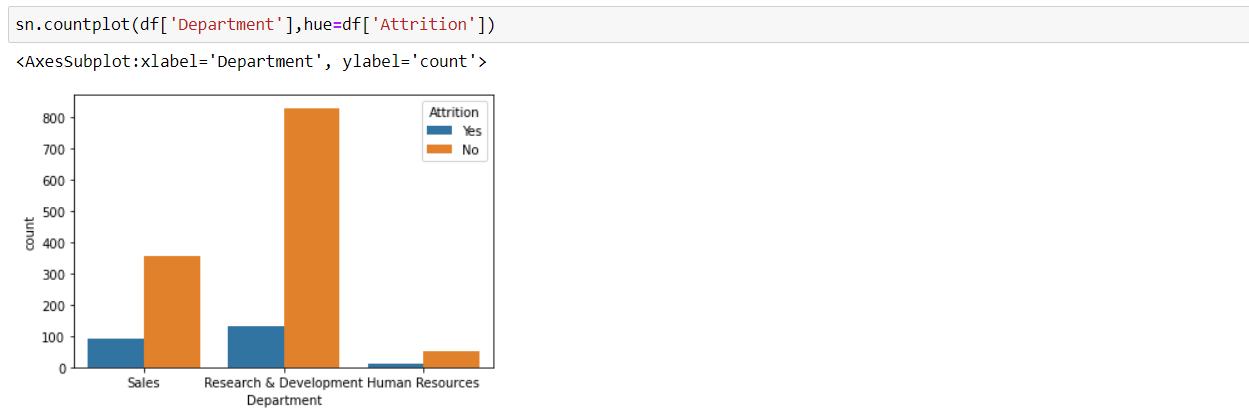 sn.countplot(df['Department'],hue=df['Attrition'])
<AxesSubplot:xlabel='Department', ylabel='count'>
Attrition
Yes
No
800
700
600
500
400
300
200
100
0
count
Sales Research & Development Human Resources
Department